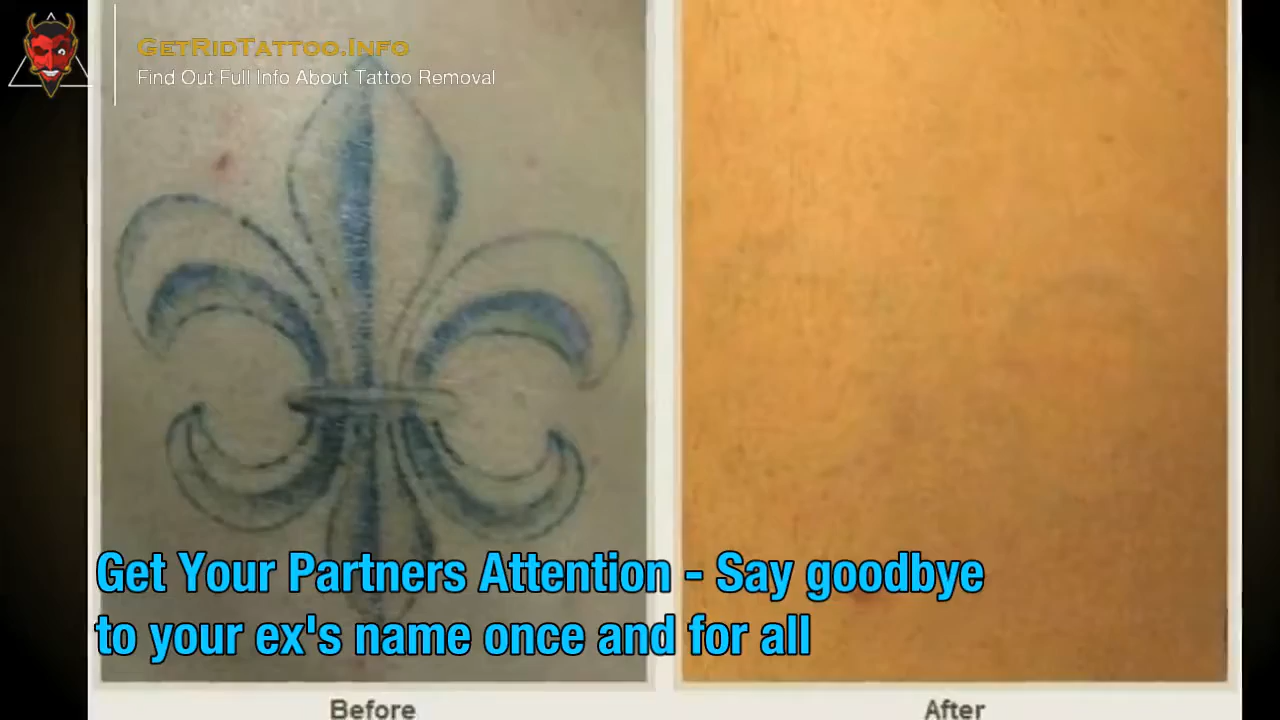 GetRidTattoo.Info
Find Out Full Info About Tattoo Removal
Get Your Partners Attention - Say goodbye
to your ex's name once and for all
Before
After